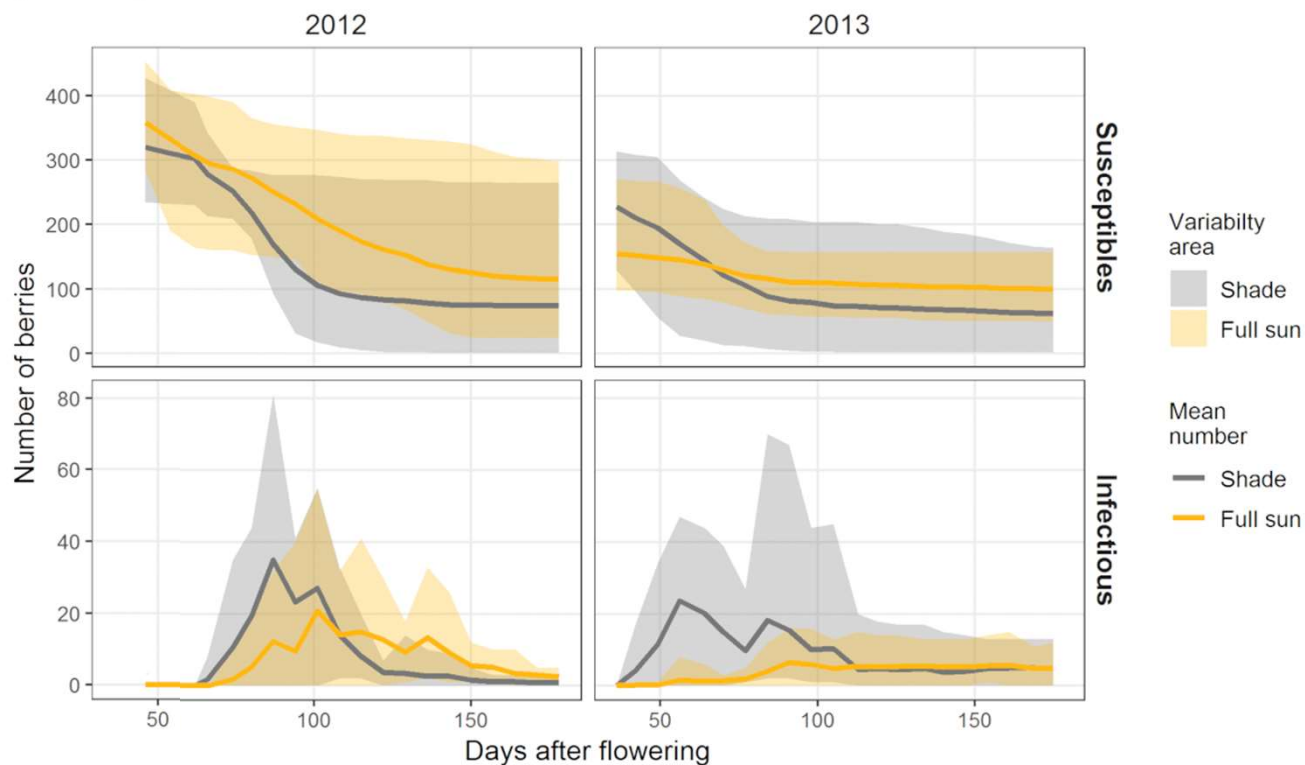 2012
2013
Number of berries
400
300
200
100
0
Susceptibles
80
60
40
20
0
Infectious
50
100
150
50
100
150
Days after flowering
Variabilty
area
Shade
Full sun
Mean
number
Shade
Full sun